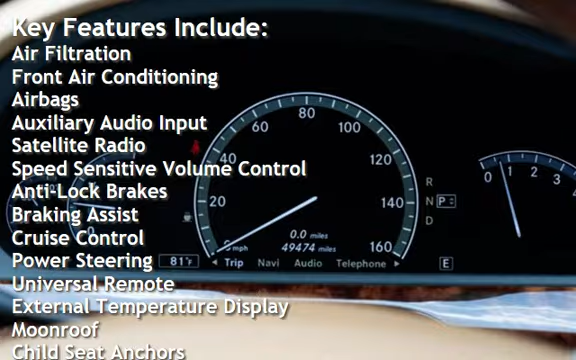 Key Features Include:
Air Filtration
Front Air Conditioning
Airbags
Auxiliary Audio Input
Satellite Radio
Speed Sensitive Volume Control
Anti-Lock Brakes
Braking Assist
Cruise Control
Power Steering
Universal Remote
External Temperature Display
Moonroof
Child Seat Anchors
20
40
60
80
100
120
140
160
mph
0.0 miles
49474 miles
81°F
◄ Trip Navi Audio Telephone ►
R
N P
D
E
0 1 2 3
0